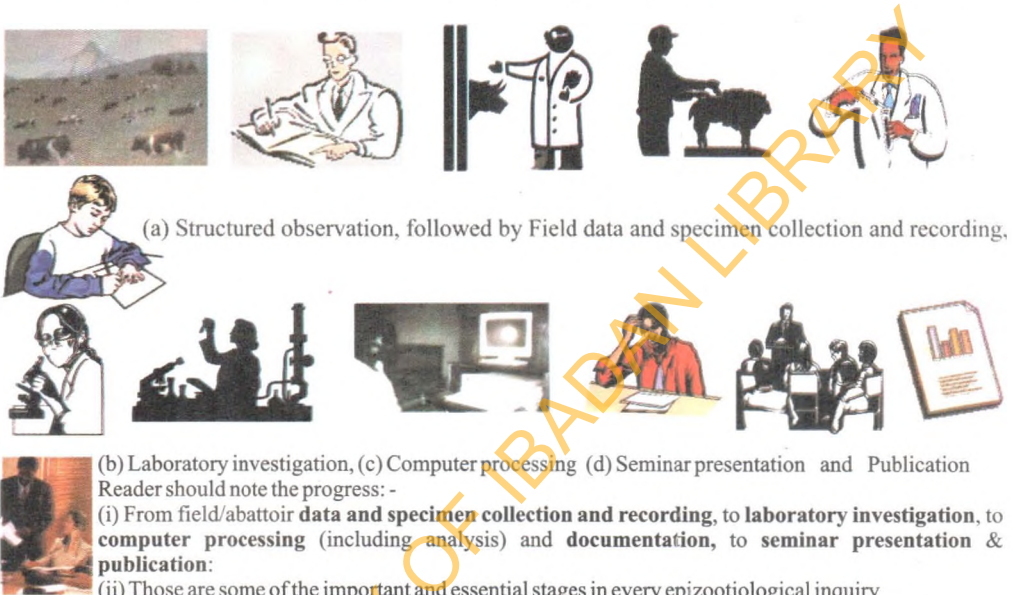 (a) Structured observation, followed by Field data and specimen collection and recording,
(b) Laboratory investigation, (c) Computer processing (d) Seminar presentation and Publication
Reader should note the progress: -
(i) From field/abattoir data and specimen collection and recording, to laboratory investigation, to
computer processing (including analysis) and documentation, to seminar presentation &
publication:
(ii) Those are some of the important and essential stages in every epizootiological inquiry
OF IBADAN LIBRARY